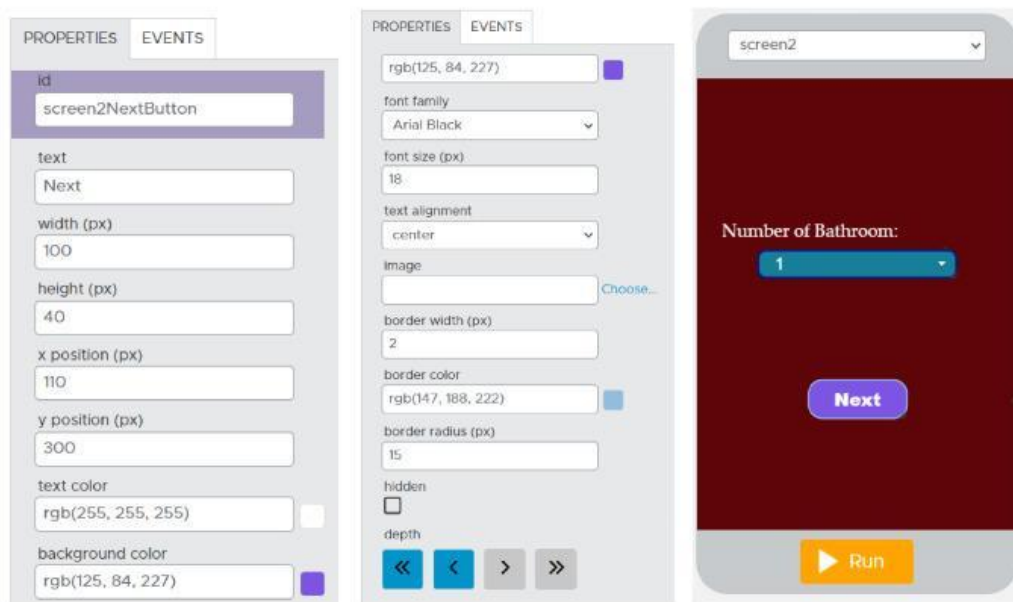 PROPERTIES EVENTS
id
screen2NextButton
text
Next
width (px)
100
height (px)
40
x position (px)
110
y position (px)
300
text color
rgb(255, 255, 255)
background color
rgb(125, 84, 227)
PROPERTIES EVENTS
rgb(125, 84, 227)
font family
Arial Black
font size (px)
18
text alignment
center
Image
Choose...
border width (px)
2
border color
rgb(147, 188, 222)
border radius (px)
15
hidden
depth
screen2
Number of Bathroom:
1
Next
Run